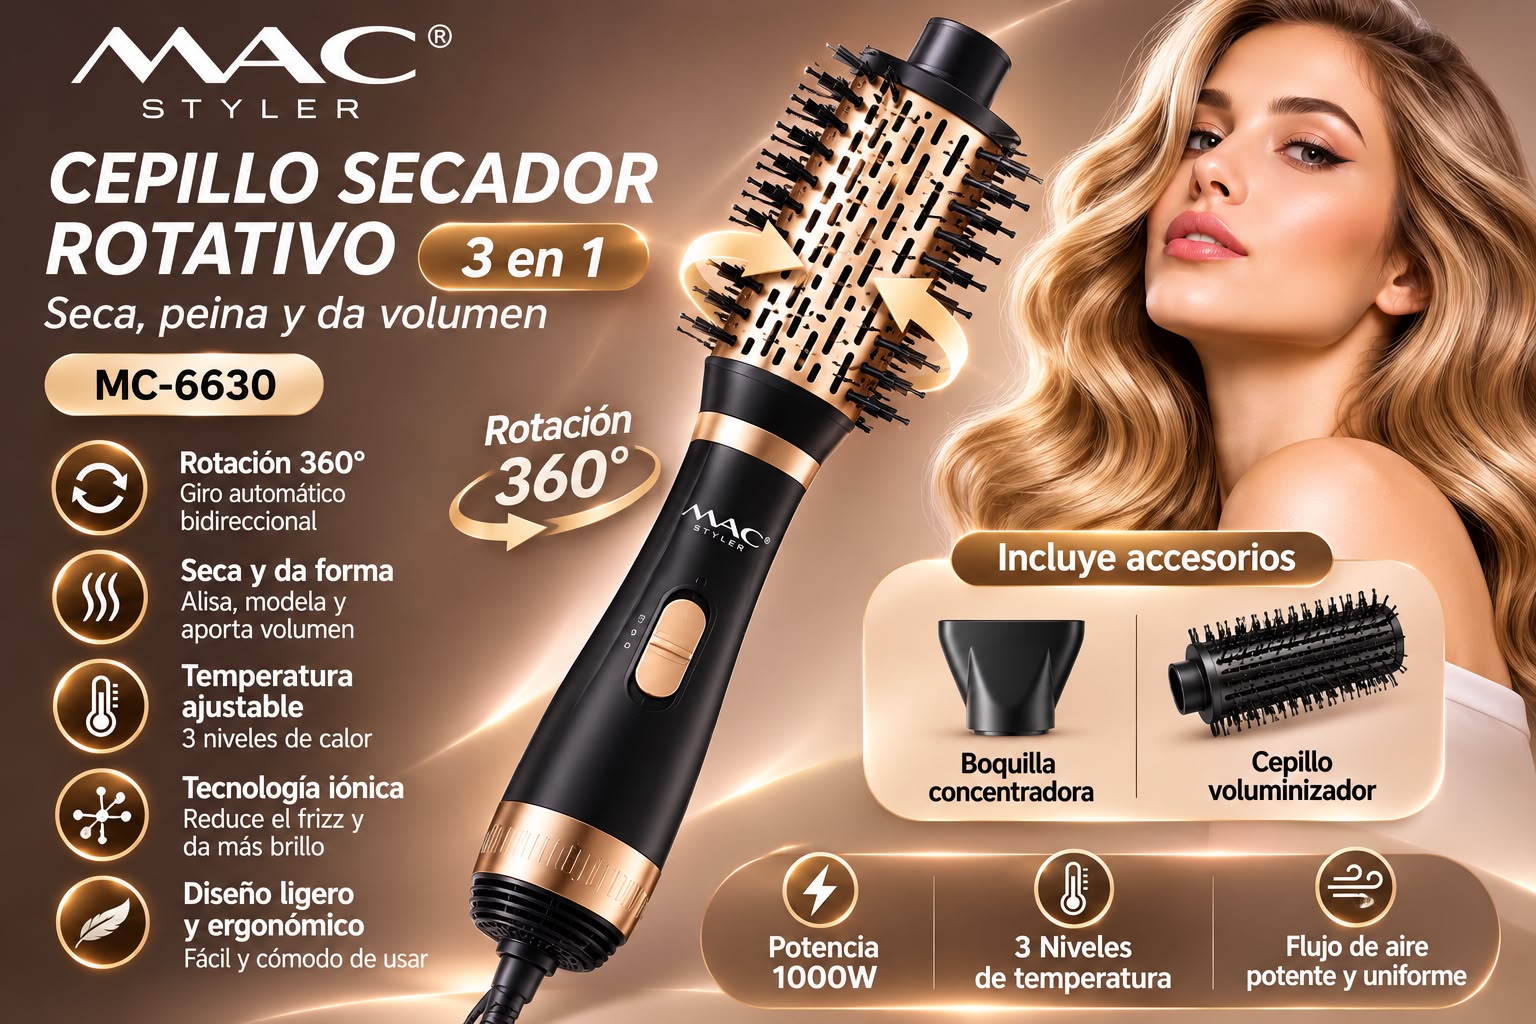 MAC®
STYLER
CEPILLO SECADOR
ROTATIVO 3 en 1
Seca, peina y da volumen
MC-6630
Rotación 360°
Giro automático
bidireccional
Seca y da forma
Alisa, modela y
aporta volumen
Temperatura
ajustable
3 niveles de calor
Tecnología iónica
Reduce el frizz y
da más brillo
Diseño ligero
y ergonómico
Fácil y cómodo de usar
Rotación
360°
MAC®
STYLER
Incluye accesorios
Boquilla
concentradora
Cepillo
voluminizador
Potencia
1000W
3 Niveles
de temperatura
Flujo de aire
potente y uniforme